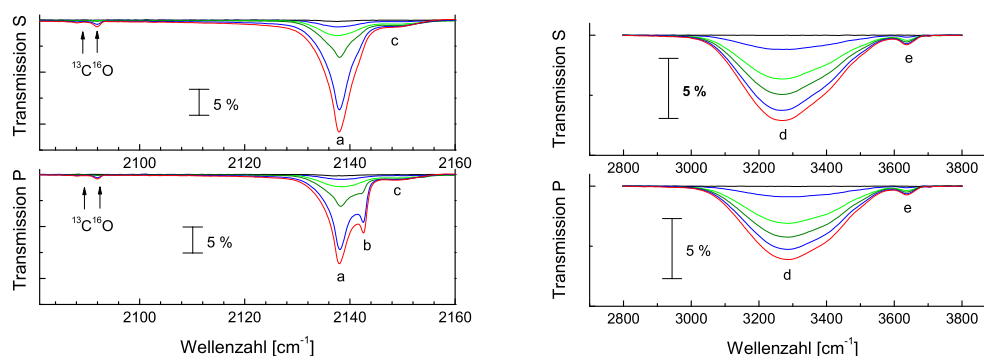 Transmission S
¹³C¹⁶O
5 %
a
c
2100 2120 2140 2160
Transmission P
¹³C¹⁶O
5 %
a
b
c
2100 2120 2140 2160
Wellenzahl [cm⁻¹]
Transmission S
5 %
d
e
2800 3000 3200 3400 3600 3800
Transmission P
5 %
d
e
2800 3000 3200 3400 3600 3800
Wellenzahl [cm⁻¹]